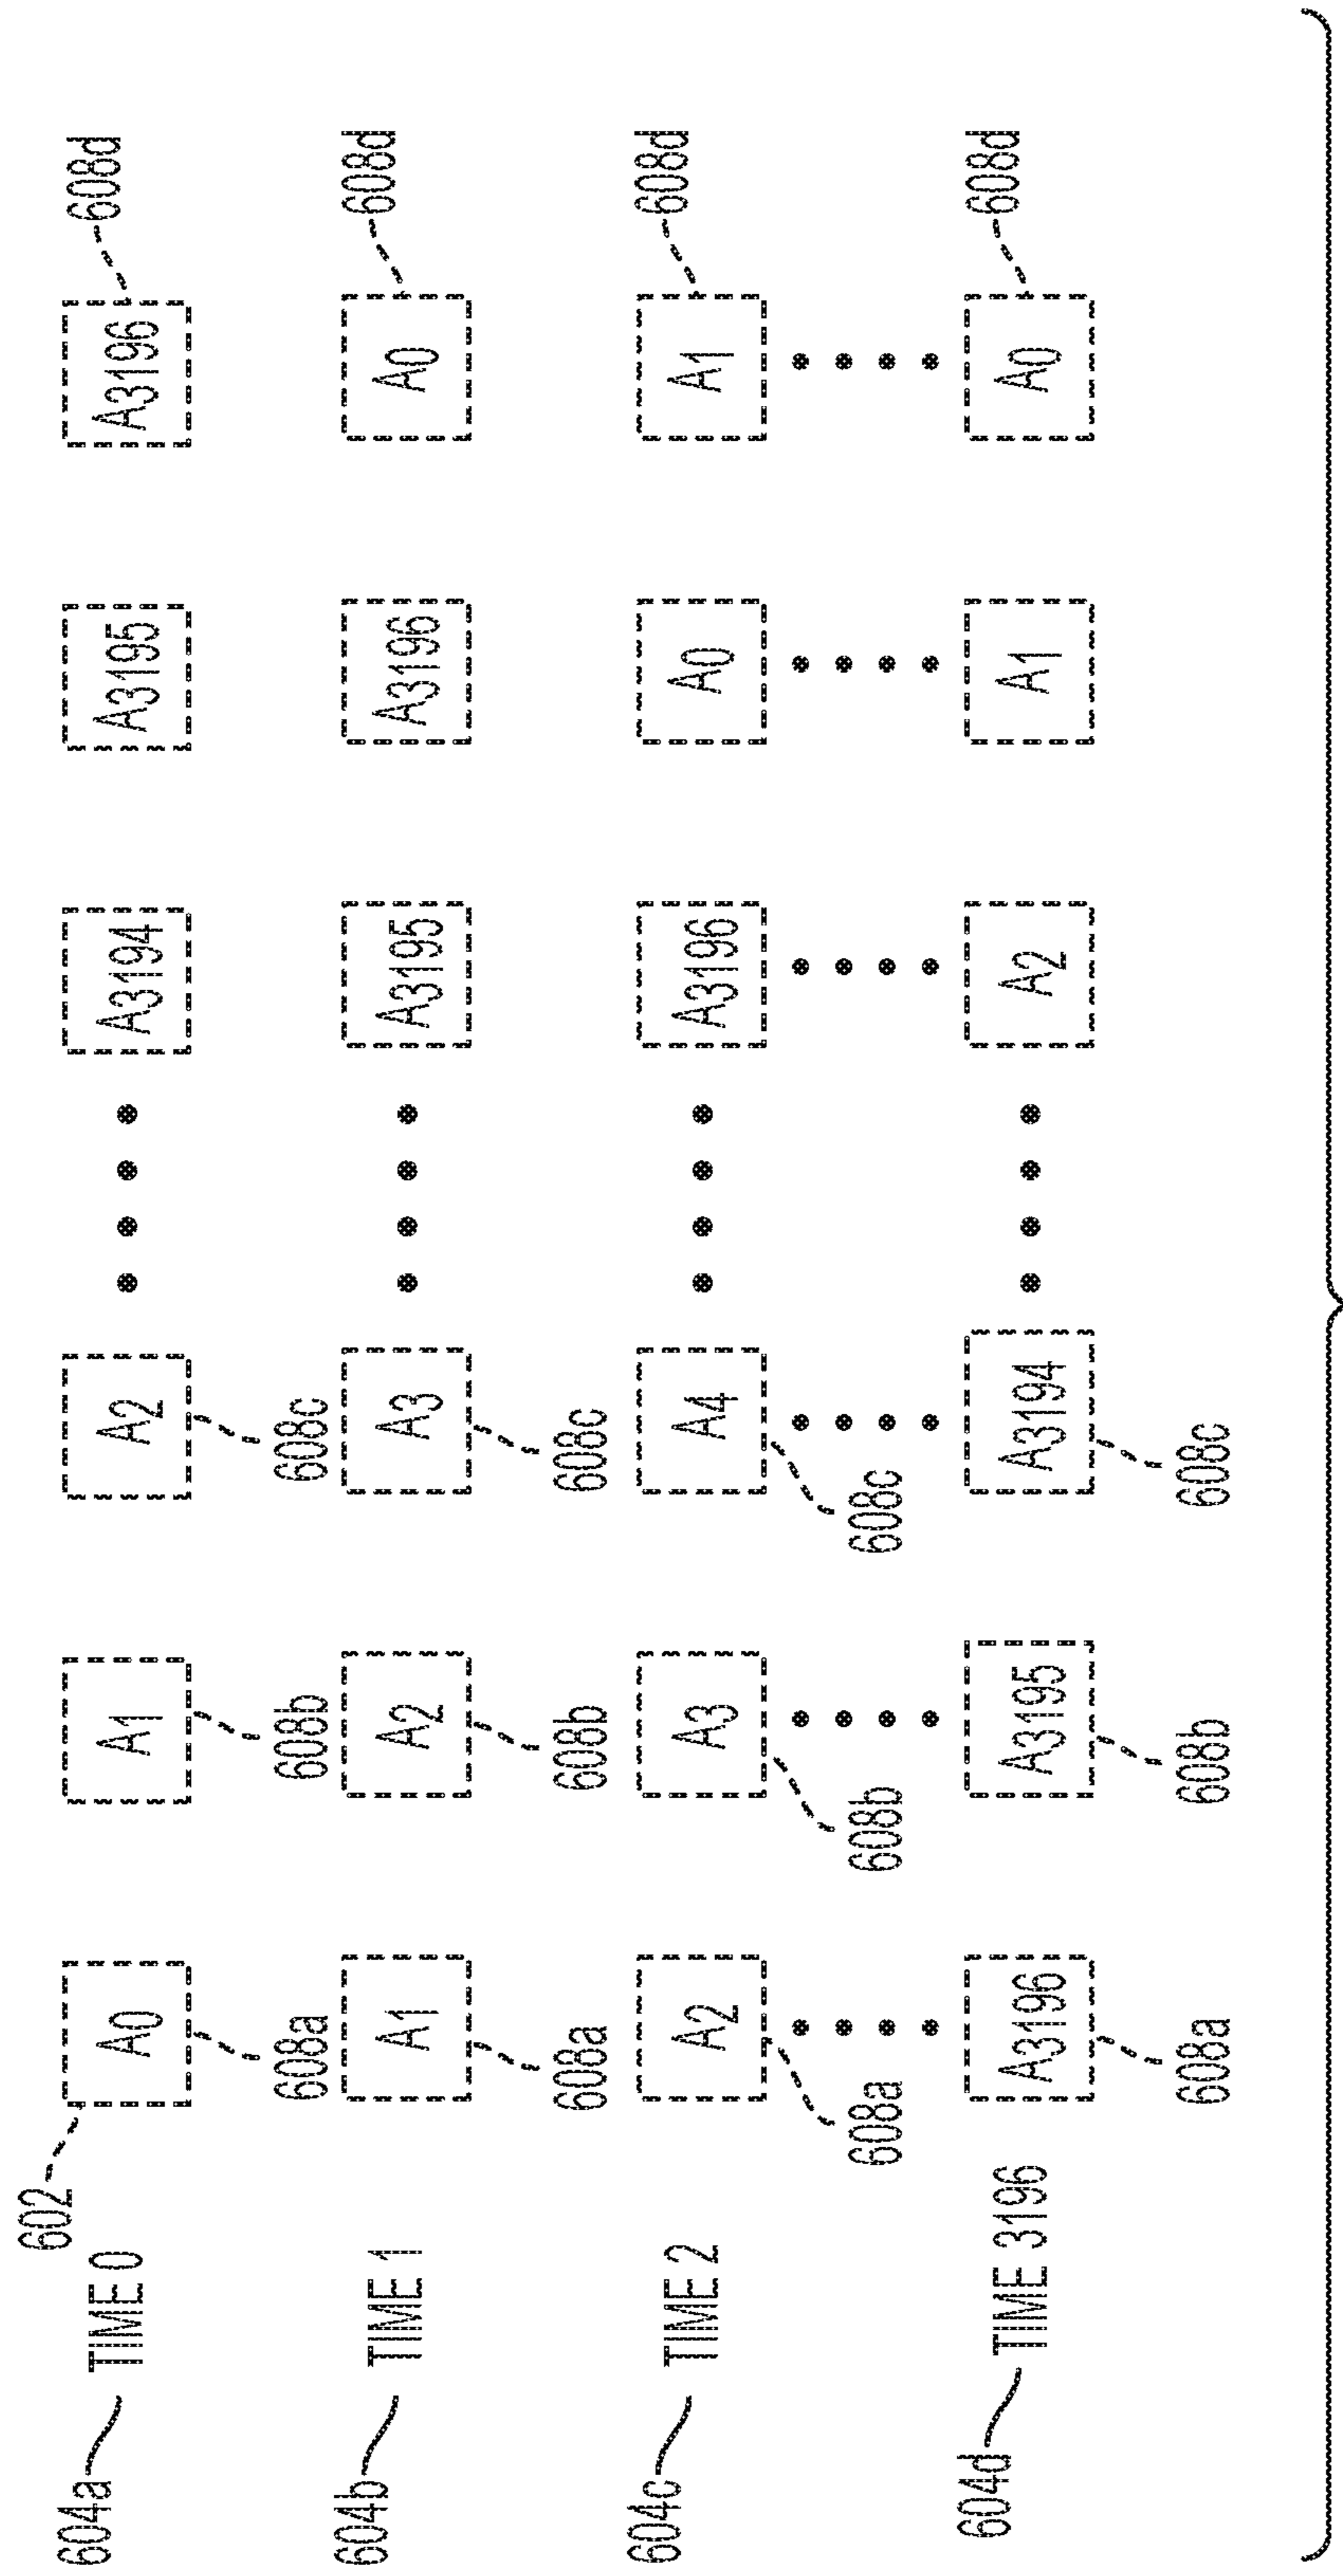 602
604a TIME 0 A0 A1 A2 A3194 A3195 A3196 608d
608a 608b 608c
604b TIME 1 A1 A2 A3 A3195 A3196 A0 608d
608a 608b 608c
604c TIME 2 A2 A3 A4 A3196 A0 A1 608d
608a 608b 608c
604d TIME 3196 A3196 A3195 A3194 A2 A1 A0 608d
608a 608b 608c